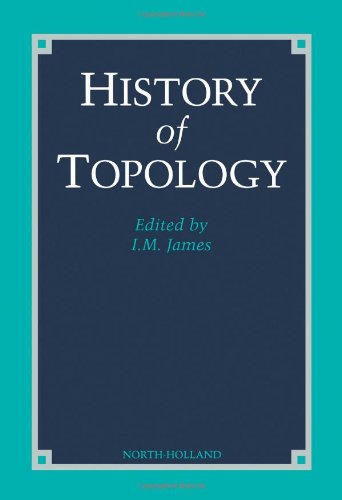 HISTORY
of
TOPOLOGY
Edited by
I.M. James
NORTH-HOLLAND